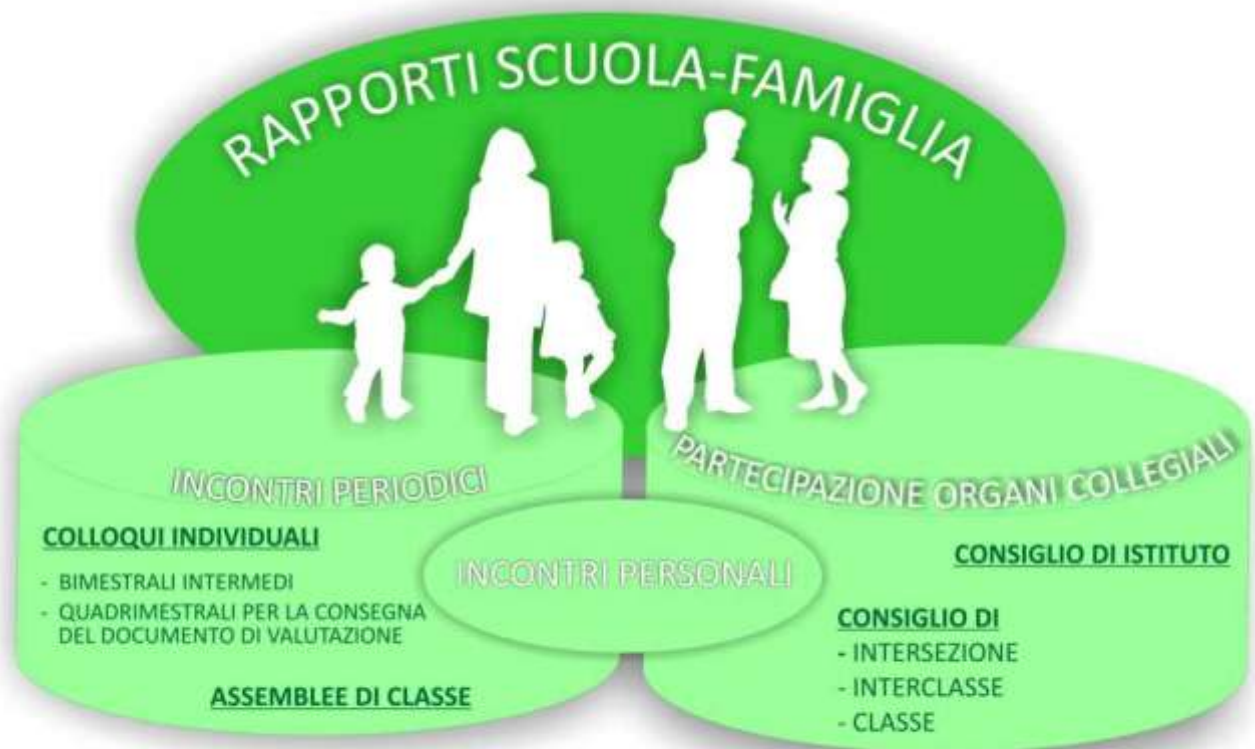 RAPPORTI SCUOLA-FAMIGLIA
INCONTRI PERIODICI
COLLOQUI INDIVIDUALI
- BIMESTRALI INTERMEDI
- QUADRIMESTRALI PER LA CONSEGNA
DEL DOCUMENTO DI VALUTAZIONE
ASSEMBLEE DI CLASSE
INCONTRI PERSONALI
PARTECIPAZIONE ORGANI COLLEGIALI
CONSIGLIO DI ISTITUTO
CONSIGLIO DI
- INTERSEZIONE
- INTERCLASSE
- CLASSE